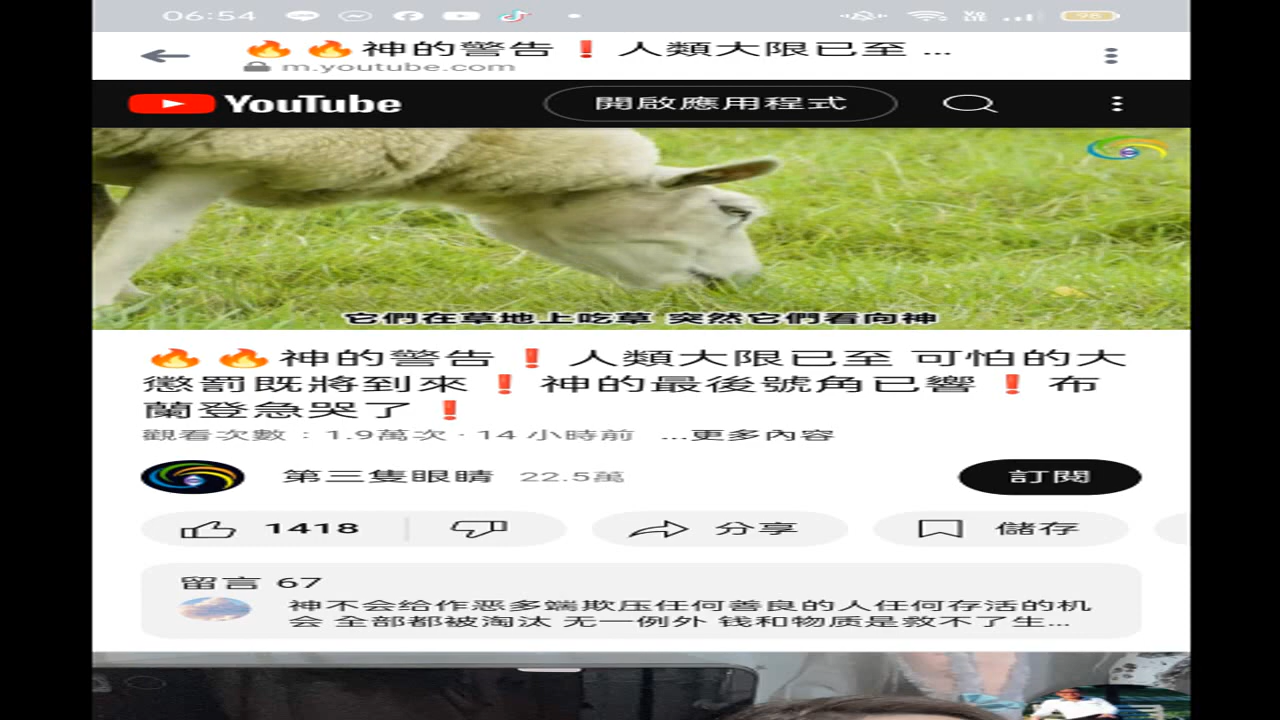 06:54
VO LTE 98
🔥🔥神的警告❗人類大限已至 ...
m.youtube.com
YouTube 開啟應用程式
它們在草地上吃草 突然它們看向神
🔥🔥神的警告❗人類大限已至 可怕的大
懲罰既將到來❗神的最後號角已響❗布
蘭登急哭了❗
觀看次數：1.9萬次 · 14 小時前 ...更多內容
第三隻眼睛 22.5萬 訂閱
1418 分享 儲存
留言 67
神不会给作恶多端欺压任何善良的人任何存活的机
会 全部都被淘汰 无一例外 钱和物质是救不了生...